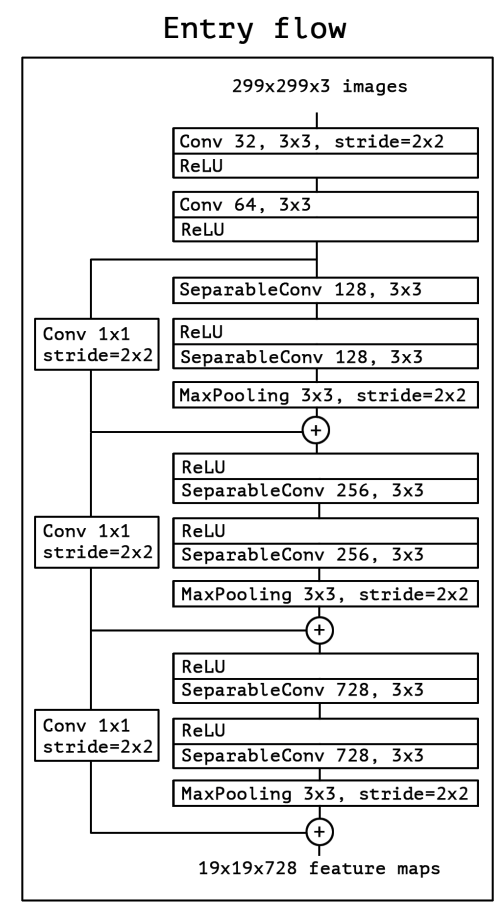 Entry flow
299x299x3 images
Conv 32, 3x3, stride=2x2
ReLU
Conv 64, 3x3
ReLU
SeparableConv 128, 3x3
Conv 1x1
stride=2x2
ReLU
SeparableConv 128, 3x3
MaxPooling 3x3, stride=2x2
+
ReLU
SeparableConv 256, 3x3
Conv 1x1
stride=2x2
ReLU
SeparableConv 256, 3x3
MaxPooling 3x3, stride=2x2
+
ReLU
SeparableConv 728, 3x3
Conv 1x1
stride=2x2
ReLU
SeparableConv 728, 3x3
MaxPooling 3x3, stride=2x2
+
19x19x728 feature maps